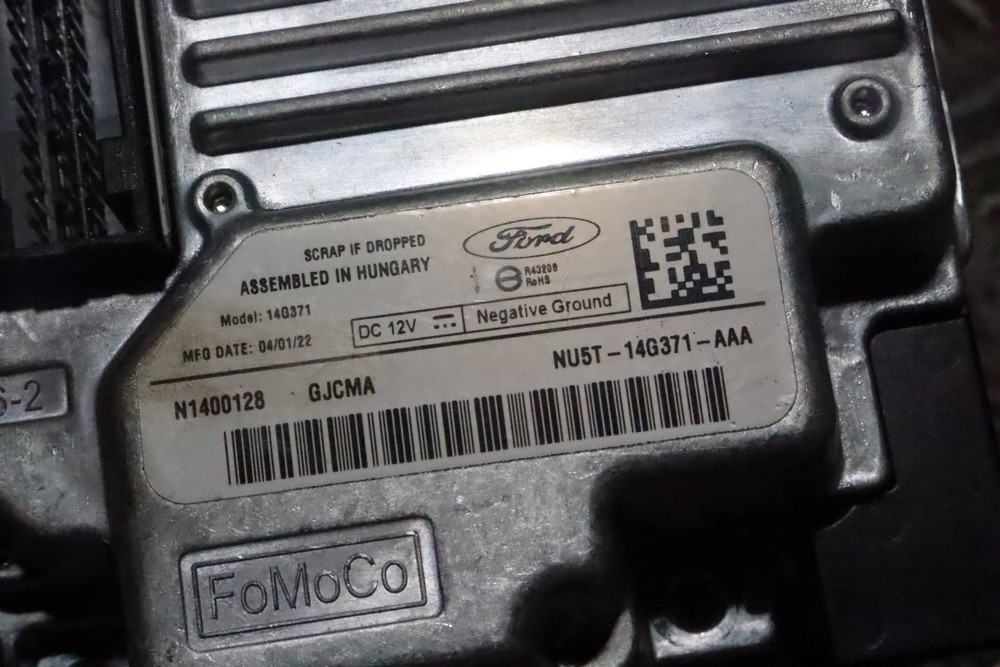 Ford
SCRAP IF DROPPED
ASSEMBLED IN HUNGARY
R43208
RoHS
Model: 14G371
DC 12V
Negative Ground
MFG DATE: 04/01/22
NU5T-14G371-AAA
N1400128 GJCMA
-2
FoMoCo